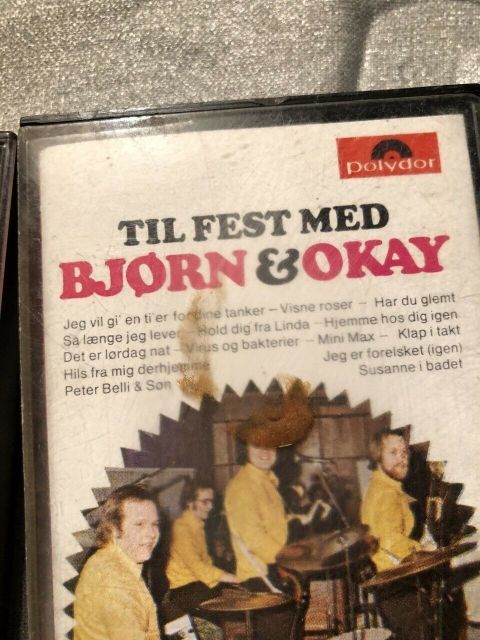 polydor
TIL FEST MED
BJØRN & OKAY
Jeg vil gi' en ti'er for dine tanker – Visne roser – Har du glemt
Så længe jeg lever – Hold dig fra Linda – Hjemme hos dig igen
Det er lørdag nat – Virus og bakterier – Mini Max – Klap i takt
Hils fra mig derhjemme Jeg er forelsket (igen)
Peter Belli & Søn Susanne i badet